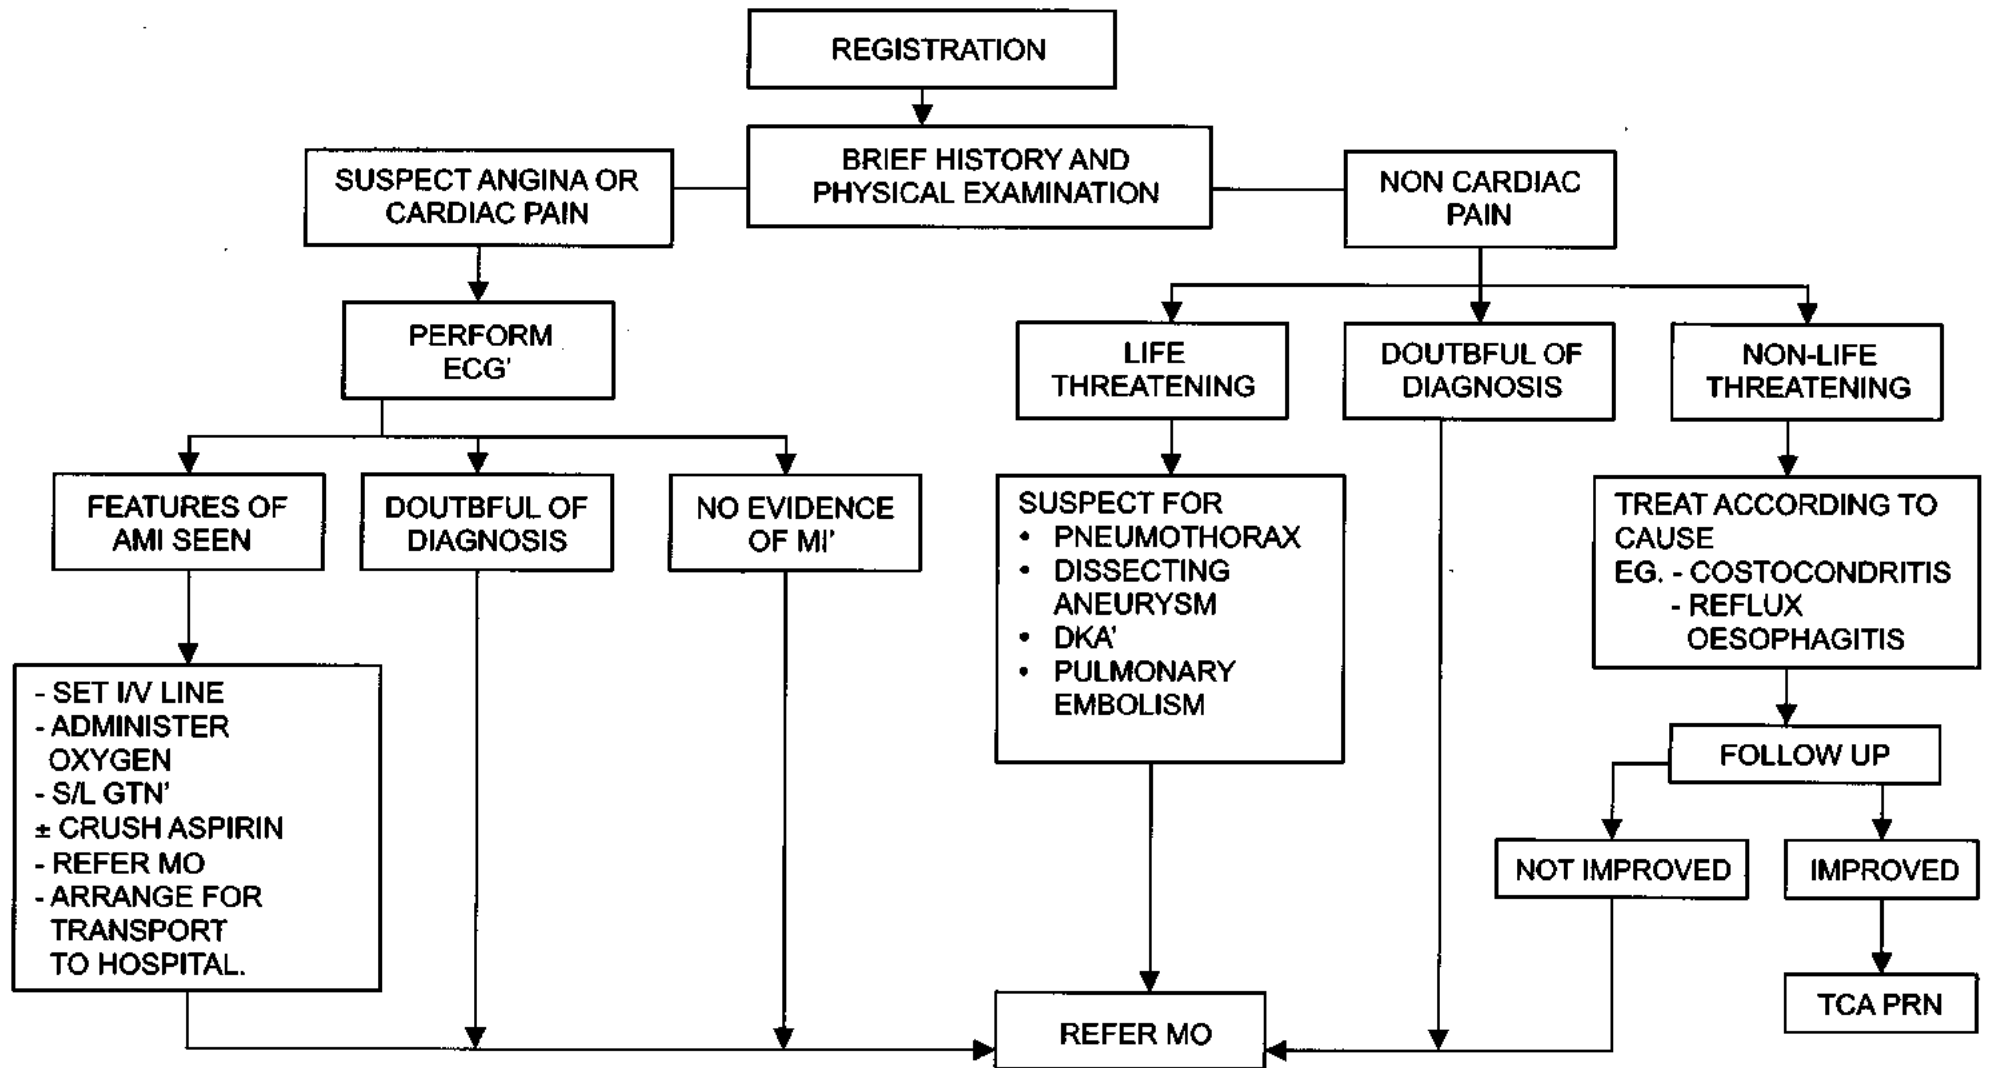 REGISTRATION
BRIEF HISTORY AND
PHYSICAL EXAMINATION
SUSPECT ANGINA OR
CARDIAC PAIN
NON CARDIAC
PAIN
PERFORM
ECG'
LIFE
THREATENING
DOUTBFUL OF
DIAGNOSIS
NON-LIFE
THREATENING
FEATURES OF
AMI SEEN
DOUTBFUL OF
DIAGNOSIS
NO EVIDENCE
OF MI'
SUSPECT FOR
• PNEUMOTHORAX
• DISSECTING
ANEURYSM
• DKA'
• PULMONARY
EMBOLISM
TREAT ACCORDING TO
CAUSE
EG. - COSTOCONDRITIS
- REFLUX
OESOPHAGITIS
- SET I/V LINE
- ADMINISTER
OXYGEN
- S/L GTN'
± CRUSH ASPIRIN
- REFER MO
- ARRANGE FOR
TRANSPORT
TO HOSPITAL.
FOLLOW UP
NOT IMPROVED
IMPROVED
TCA PRN
REFER MO